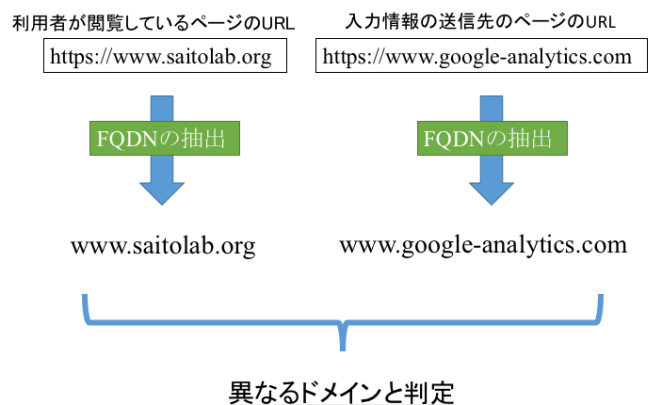 利用者が閲覧しているページのURL
入力情報の送信先のページのURL
https://www.saitolab.org
https://www.google-analytics.com
FQDNの抽出
FQDNの抽出
www.saitolab.org
www.google-analytics.com
異なるドメインと判定